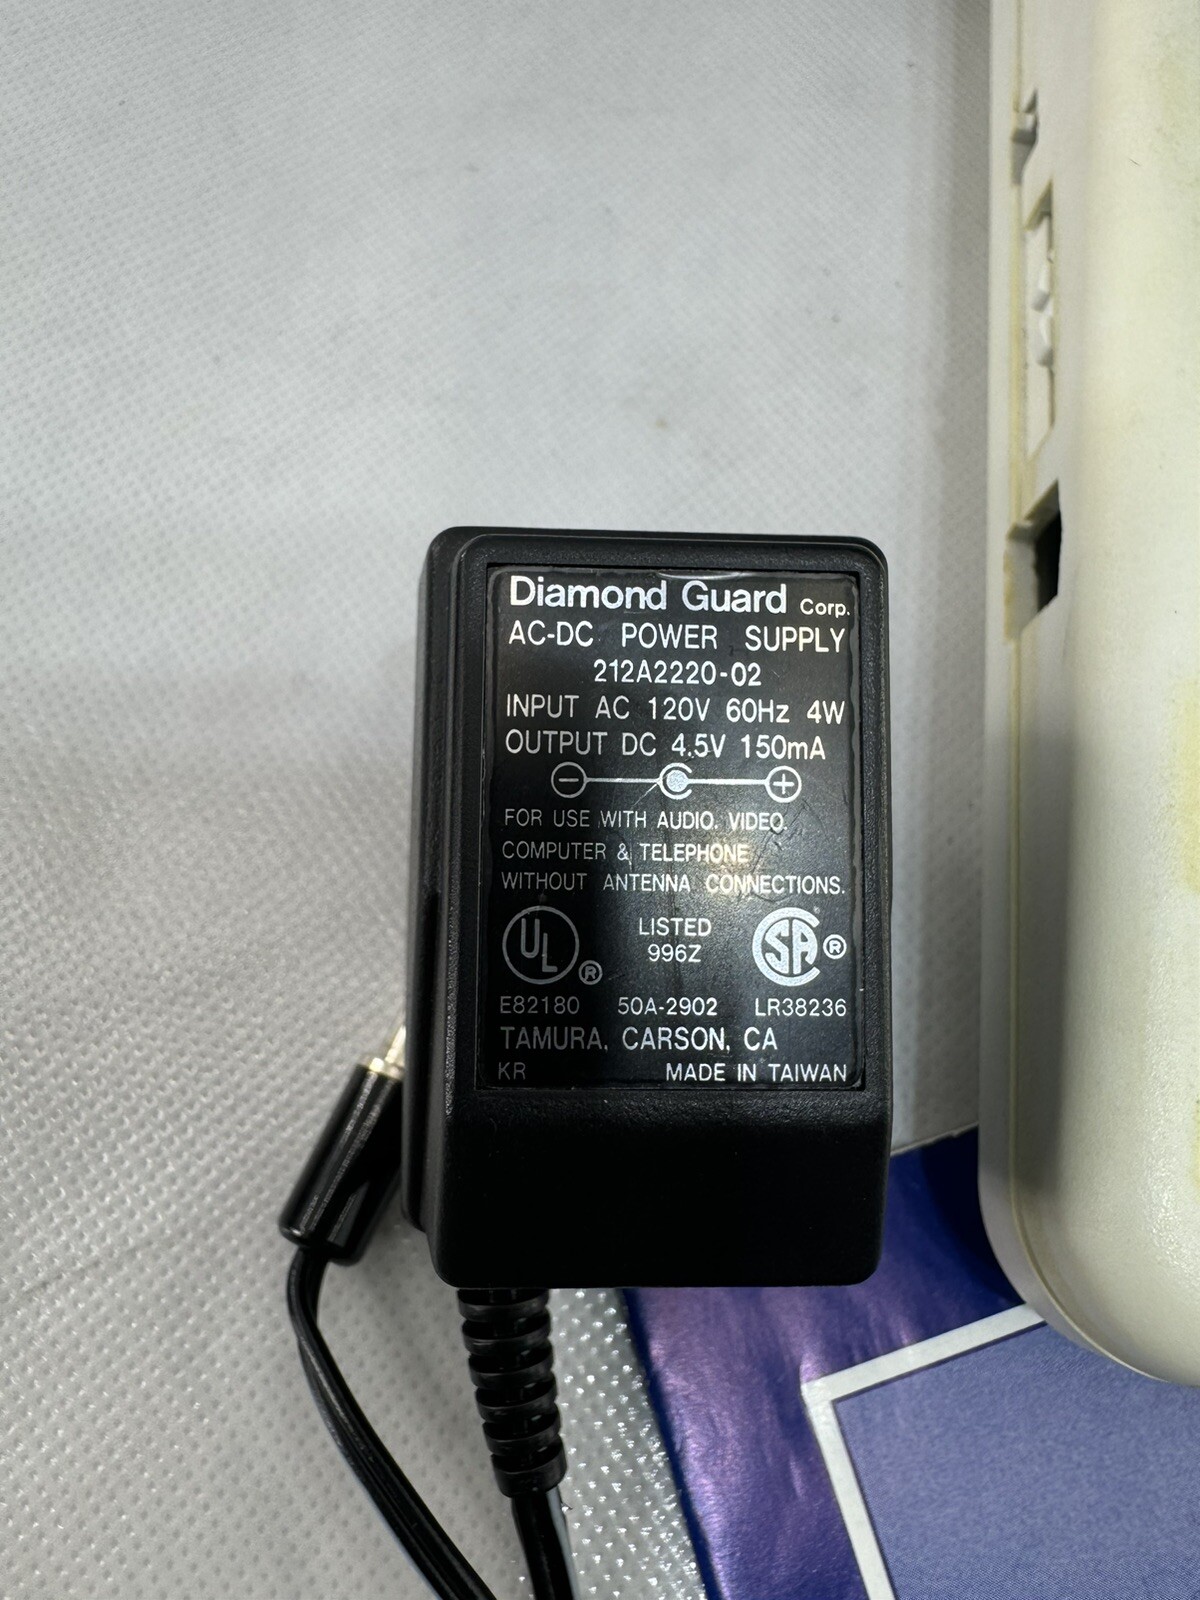 Diamond Guard Corp.
AC-DC POWER SUPPLY
212A2220-02
INPUT AC 120V 60Hz 4W
OUTPUT DC 4.5V 150mA
FOR USE WITH AUDIO. VIDEO.
COMPUTER & TELEPHONE
WITHOUT ANTENNA CONNECTIONS.
UL ® LISTED 996Z SA ®
E82180 50A-2902 LR38236
TAMURA. CARSON, CA
KR MADE IN TAIWAN